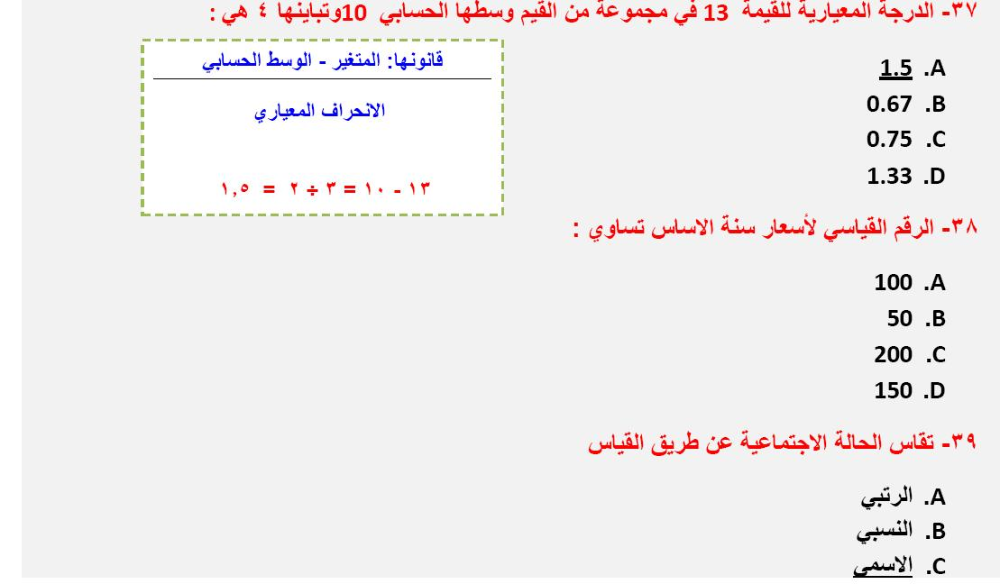 ٣٧- الدرجة المعيارية للقيمة 13 في مجموعة من القيم وسطها الحسابي 10وتباينها ٤ هي :
قانونها: المتغير - الوسط الحسابي
الانحراف المعياري
١٣ - ١٠ = ٣ ÷ ٢ = ١,٥
A. 1.5
B. 0.67
C. 0.75
D. 1.33
٣٨- الرقم القياسي لأسعار سنة الاساس تساوي :
A. 100
B. 50
C. 200
D. 150
٣٩- تقاس الحالة الاجتماعية عن طريق القياس
A. الرتبي
B. النسبي
C. الاسمي